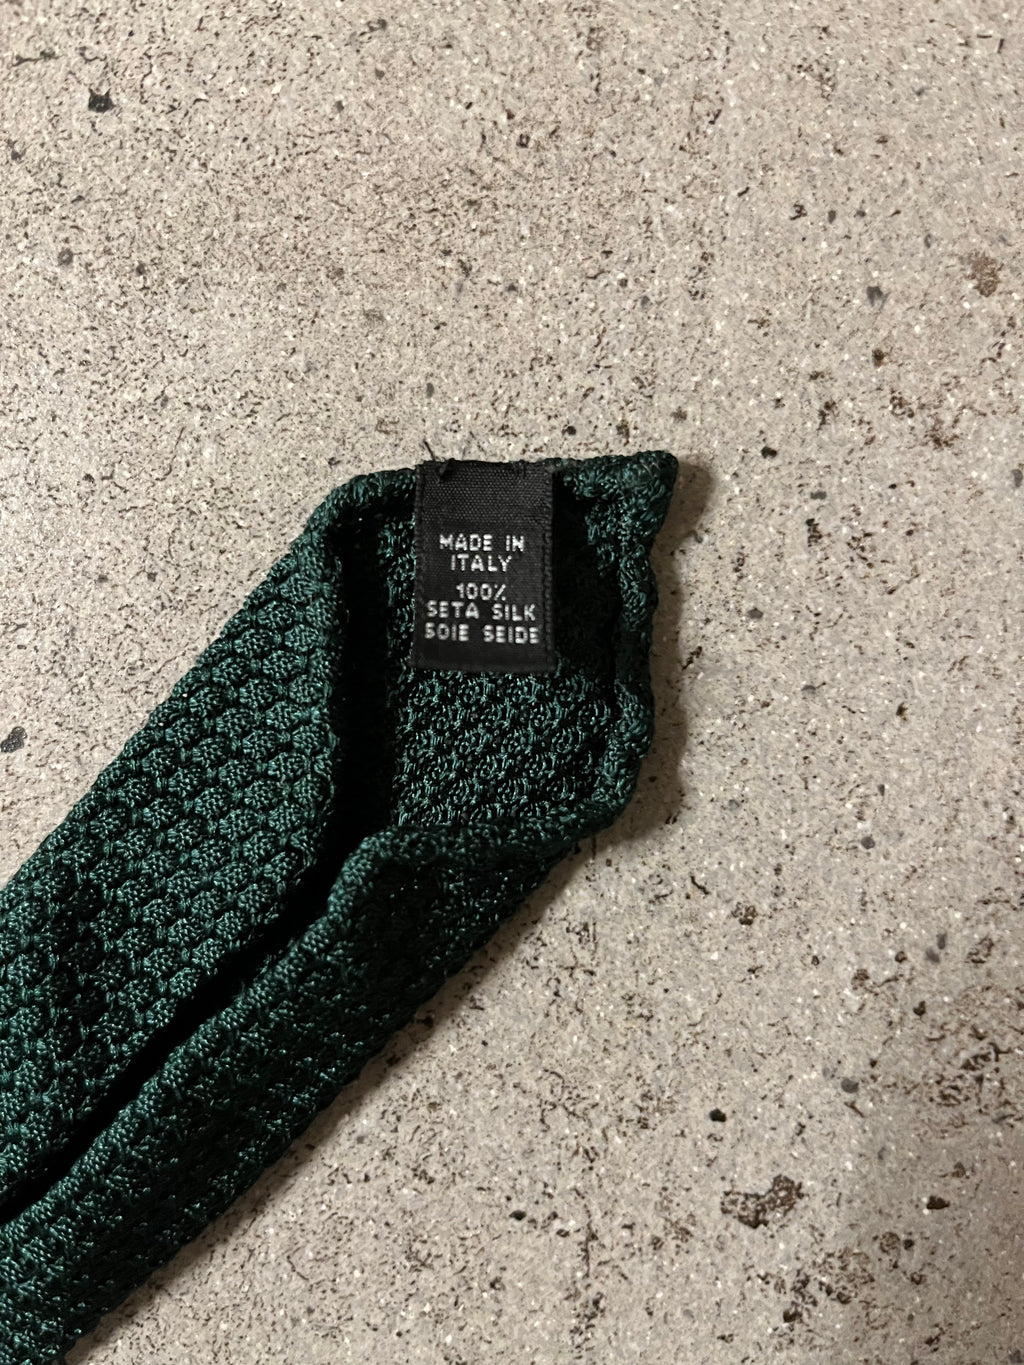 MADE IN
ITALY
100%
SETA SILK
SOIE SEIDE